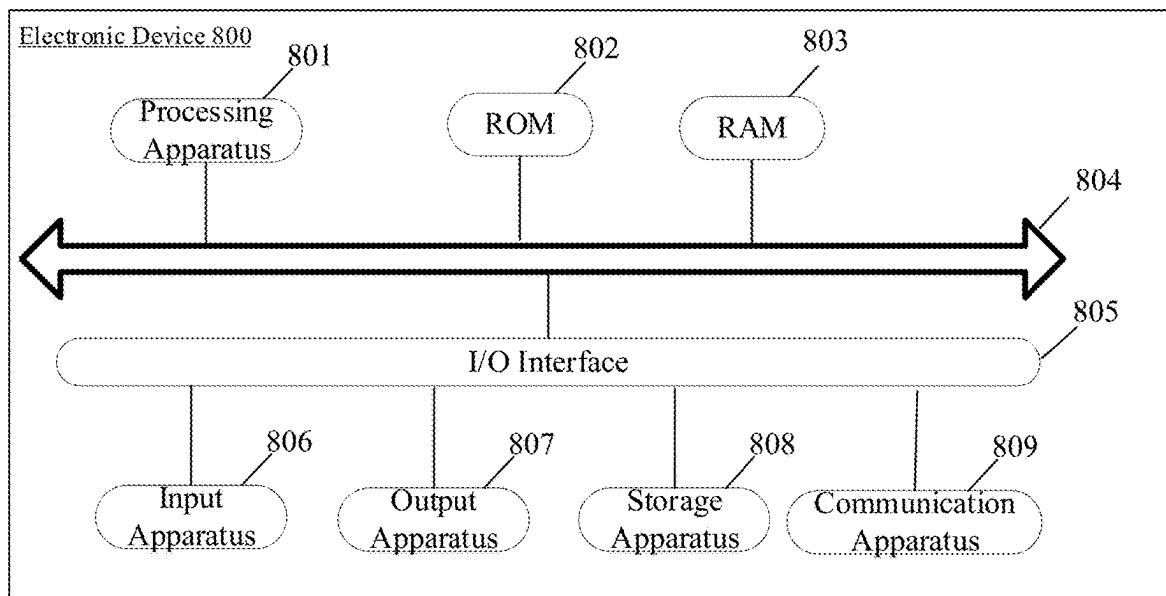 Electronic Device 800
801
802
803
Processing
Apparatus
ROM
RAM
804
805
I/O Interface
806
807
808
809
Input
Apparatus
Output
Apparatus
Storage
Apparatus
Communication
Apparatus